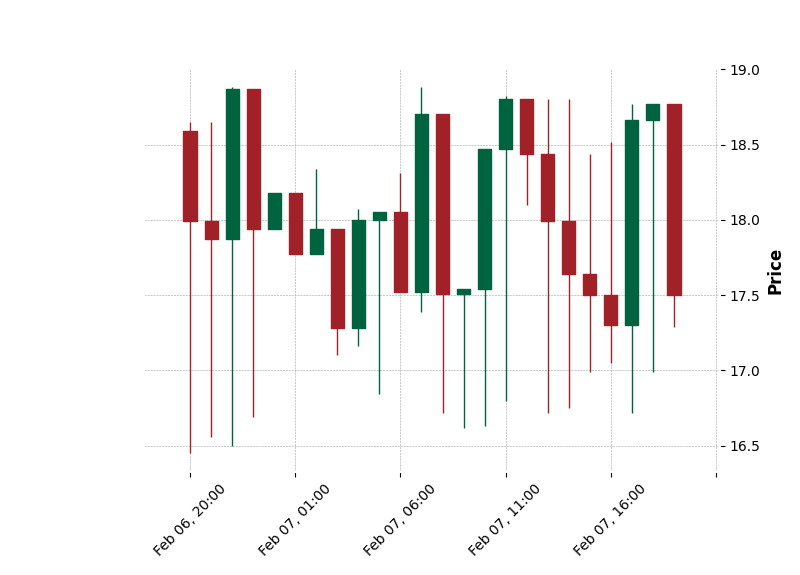 19.0
18.5
18.0
17.5
17.0
16.5
Price
Feb 06, 20:00
Feb 07, 01:00
Feb 07, 06:00
Feb 07, 11:00
Feb 07, 16:00